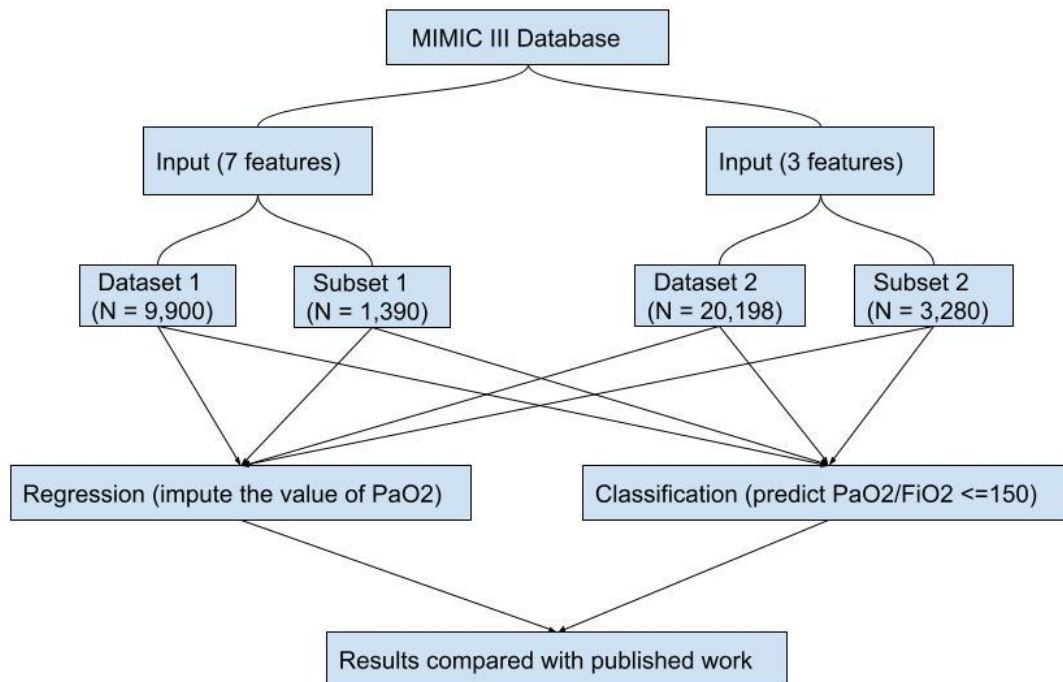 MIMIC III Database
Input (7 features)
Input (3 features)
Dataset 1
(N = 9,900)
Subset 1
(N = 1,390)
Dataset 2
(N = 20,198)
Subset 2
(N = 3,280)
Regression (impute the value of PaO2)
Classification (predict PaO2/FiO2 <=150)
Results compared with published work